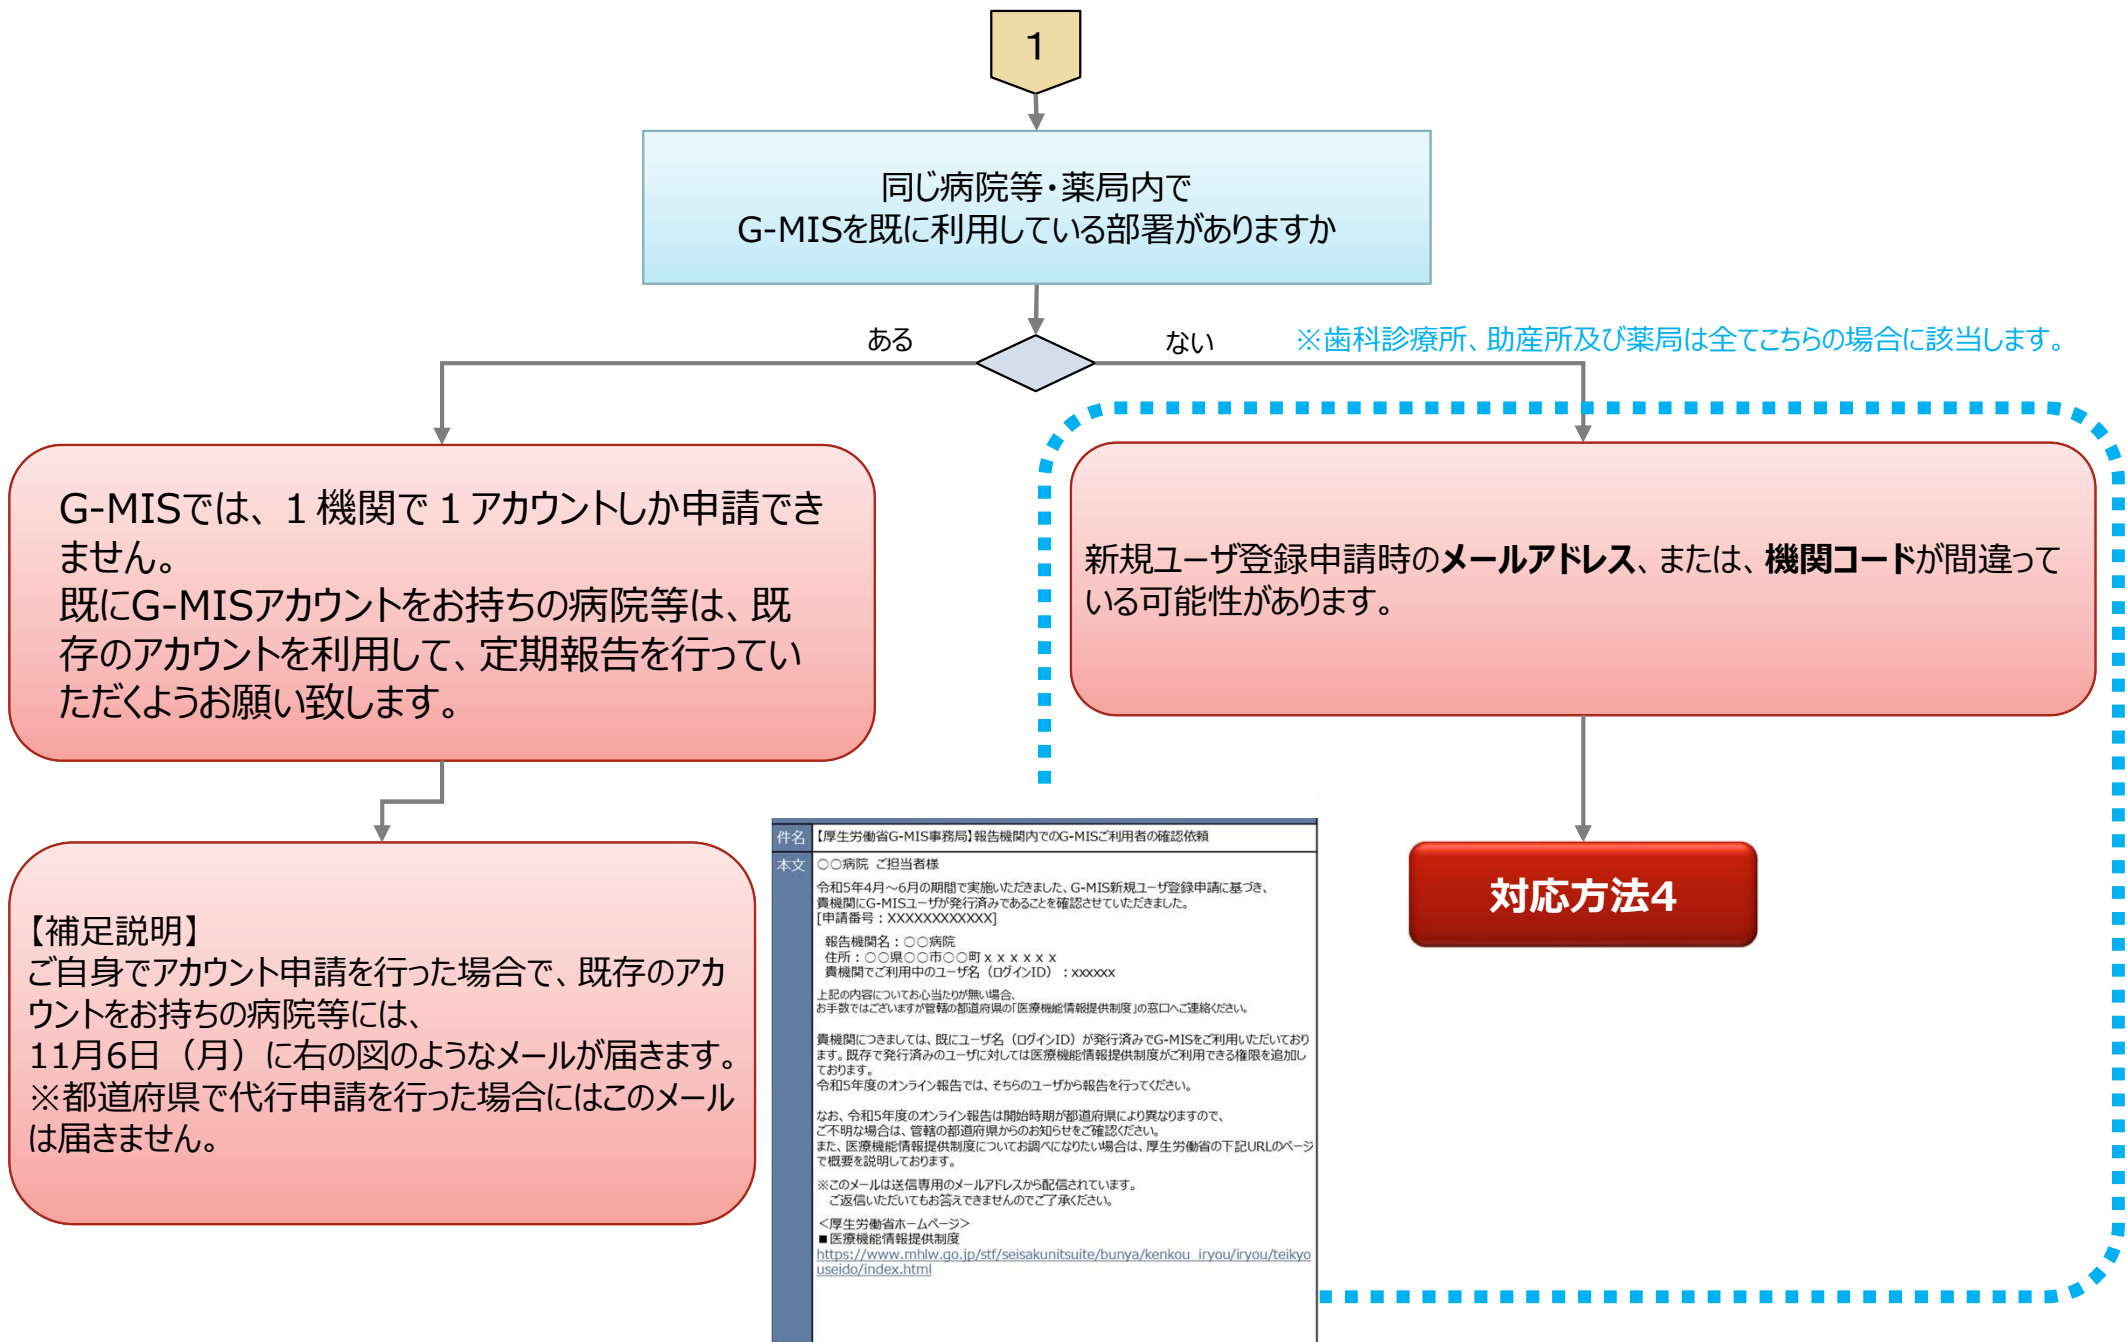 1
同じ病院等・薬局内で
G-MISを既に利用している部署がありますか
ある
ない
※歯科診療所、助産所及び薬局は全てこちらの場合に該当します。
G-MISでは、１機関で１アカウントしか申請でき
ません。
既にG-MISアカウントをお持ちの病院等は、既
存のアカウントを利用して、定期報告を行ってい
ただくようお願い致します。
新規ユーザ登録申請時のメールアドレス、または、機関コードが間違って
いる可能性があります。
対応方法4
【補足説明】
ご自身でアカウント申請を行った場合で、既存のアカ
ウントをお持ちの病院等には、
11月6日（月）に右の図のようなメールが届きます。
※都道府県で代行申請を行った場合にはこのメール
は届きません。
件名 【厚生労働省G-MIS事務局】報告機関内でのG-MISご利用者の確認依頼
本文 ○○病院 ご担当者様
令和5年4月～6月の期間で実施いただきました、G-MIS新規ユーザ登録申請に基づき、
貴機関にG-MISユーザが発行済みであることを確認させていただきました。
[申請番号：XXXXXXXXXXXX]
報告機関名：○○病院
住所：○○県○○市○○町ｘｘｘｘｘｘ
貴機関でご利用中のユーザ名（ログインID）：xxxxxx
上記の内容についてお心当たりが無い場合、
お手数ではございますが管轄の都道府県の「医療機能情報提供制度」の窓口へご連絡ください。
貴機関につきましては、既にユーザ名（ログインID）が発行済みでG-MISをご利用いただいており
ます。既存で発行済みのユーザに対しては医療機能情報提供制度がご利用できる権限を追加し
ております。
令和5年度のオンライン報告では、そちらのユーザから報告を行ってください。
なお、令和5年度のオンライン報告は開始時期が都道府県により異なりますので、
ご不明な場合は、管轄の都道府県からのお知らせをご確認ください。
また、医療機能情報提供制度についてお調べになりたい場合は、厚生労働省の下記URLのページ
で概要を説明しております。
※このメールは送信専用のメールアドレスから配信されています。
ご返信いただいてもお答えできませんのでご了承ください。
＜厚生労働省ホームページ＞
■医療機能情報提供制度
https://www.mhlw.go.jp/stf/seisakunitsuite/bunya/kenkou_iryou/iryou/teikyo
useido/index.html